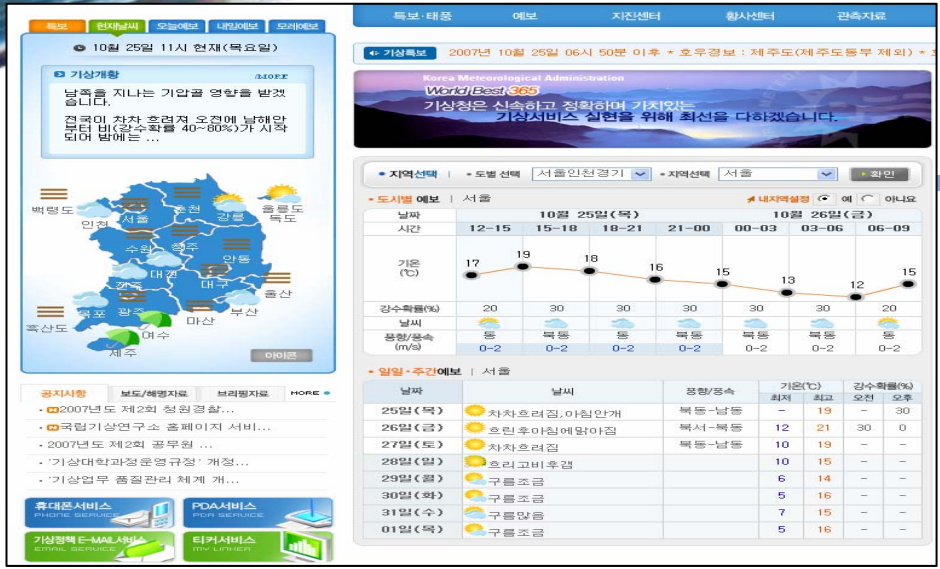 특보 현재날씨 오늘예보 내일예보 모레예보
10월 25일 11시 현재(목요일)
기상개황 MORE
남쪽을 지나는 기압골 영향을 받겠
습니다.
전국이 차차 흐려져 오전에 남해안
부터 비(강수확률 40~80%)가 시작
되어 밤에는 ...
백령도
인천
서울
춘천
강릉
울릉도
독도
수원
청주
안동
대전
전주
대구
울산
목포
광주
마산
부산
흑산도
여수
제주
아이콘
공지사항 보도/해명자료 브리핑자료 MORE
2007년도 제2회 청원경찰...
국립기상연구소 홈페이지 서비...
2007년도 제2회 공무원 ...
'기상대학과정운영규정' 개정...
'기상업무 품질관리 체계 개...
휴대폰서비스
PHONE SERVICE
PDA서비스
PDA SERVICE
기상정책 E-MAIL서비스
EMAIL SERVICE
티커서비스
MY LINKER
특보·태풍 예보 지진센터 황사센터 관측자료
기상특보 2007년 10월 25일 06시 50분 이후 * 호우경보 : 제주도(제주도동부 제외) *
Korea Meteorological Administration
World Best 365
기상청은 신속하고 정확하며 가치있는
기상서비스 실현을 위해 최선을 다하겠습니다.
지역선택 도별 선택 서울인천경기 지역선택 서울 확인
도시별 예보 | 서울 내지역설정 예 아니요
날짜 10월 25일(목) 10월 26일(금)
시간 12-15 15-18 18-21 21-00 00-03 03-06 06-09
기온
(℃)
17 19 18 16 15 13 12 15
강수확률(%) 20 30 30 30 30 30 20
날씨
풍향/풍속
(m/s)
동 북동 동 북동 북동 북동 동
0-2 0-2 0-2 0-2 0-2 0-2 0-2
일일·주간예보 | 서울
날짜 날씨 풍향/풍속 기온(℃) 강수확률(%)
최저 최고 오전 오후
25일(목) 차차흐려짐,아침안개 북동-남동 - 19 - 30
26일(금) 흐린후아침에맑아짐 북서-북동 12 21 30 0
27일(토) 차차흐려짐 북동-남동 10 19 - -
28일(일) 흐리고비후갬 10 15 - -
29일(월) 구름조금 6 14 - -
30일(화) 구름조금 5 16 - -
31일(수) 구름많음 7 15 - -
01일(목) 구름조금 5 16 - -